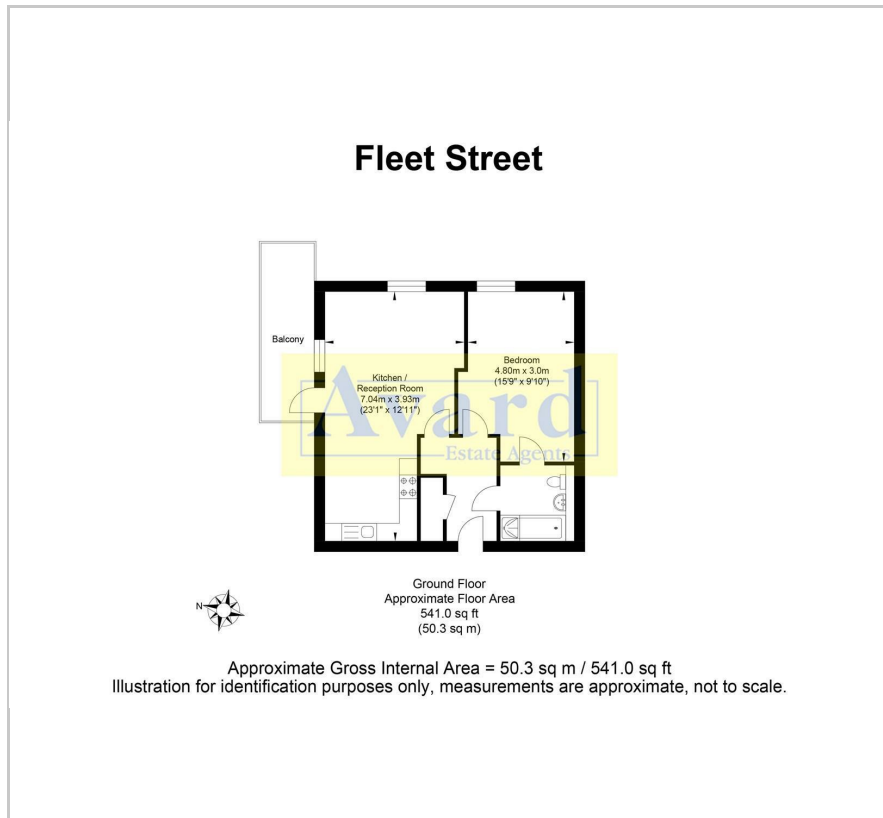 Fleet Street
Balcony
Kitchen /
Reception Room
7.04m x 3.93m
(23'1" x 12'11")
Bedroom
4.80m x 3.0m
(15'9" x 9'10")
Avard
Estate Agents
N
Ground Floor
Approximate Floor Area
541.0 sq ft
(50.3 sq m)
Approximate Gross Internal Area = 50.3 sq m / 541.0 sq ft
Illustration for identification purposes only, measurements are approximate, not to scale.